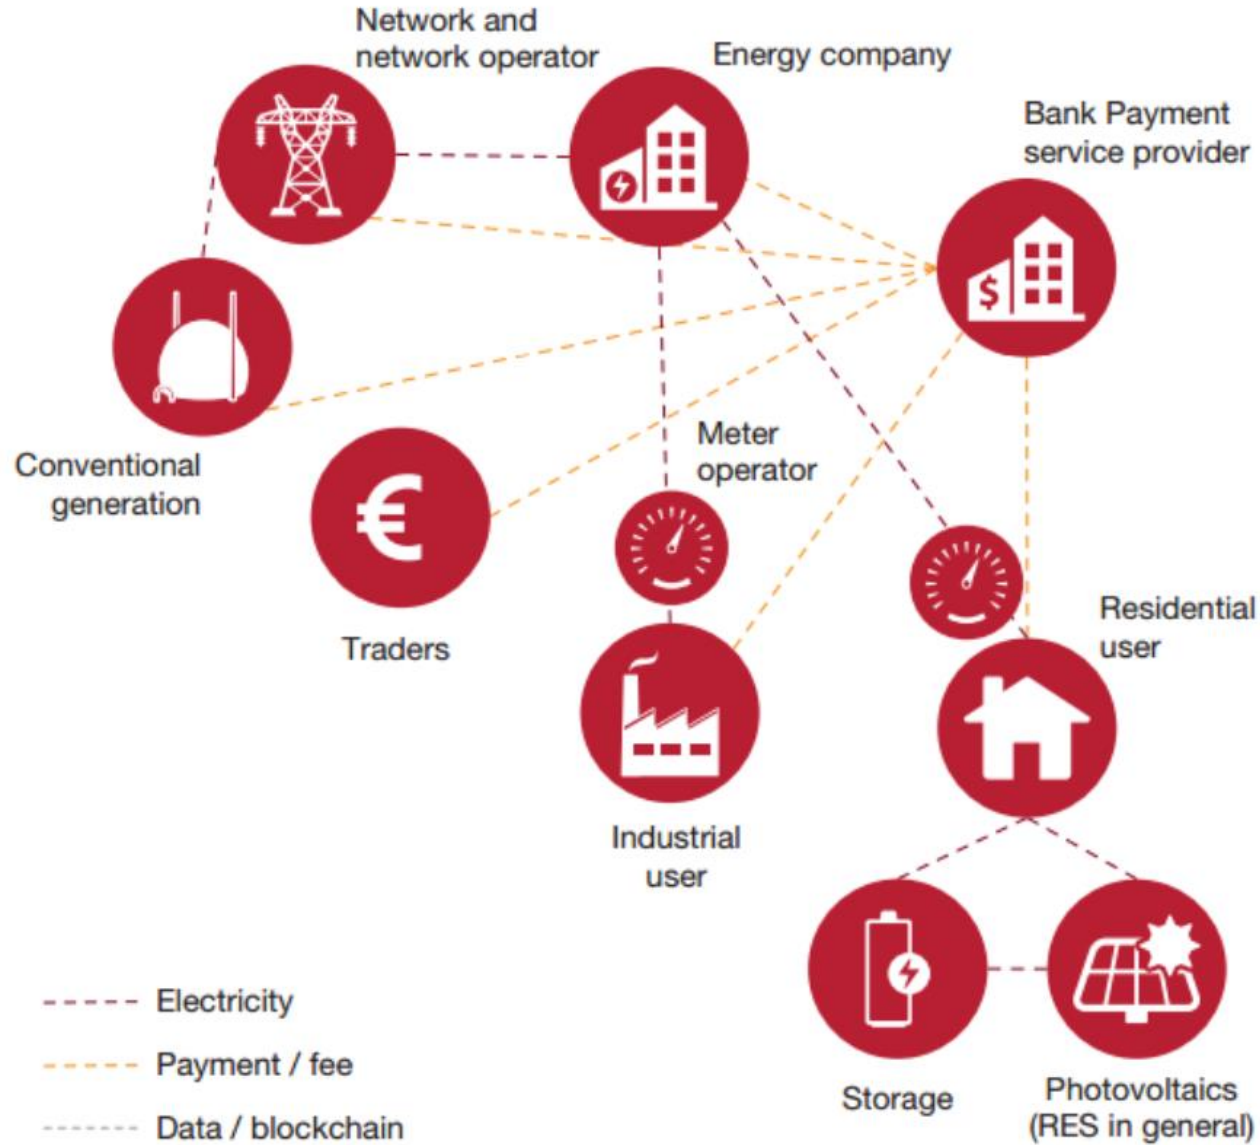 Network and
network operator
Energy company
Bank Payment
service provider
$
Conventional
generation
€
Traders
Meter
operator
Residential
user
Industrial
user
Storage
Photovoltaics
(RES in general)
Electricity
Payment / fee
Data / blockchain